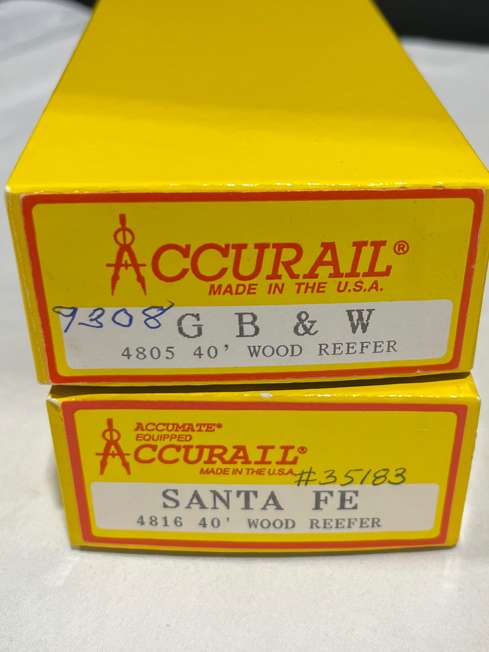 ACCURAIL®
MADE IN THE U.S.A.
9308 G B & W
4805 40' WOOD REEFER
ACCUMATE®
EQUIPPED
ACCURAIL®
MADE IN THE U.S.A.
#35183
SANTA FE
4816 40' WOOD REEFER